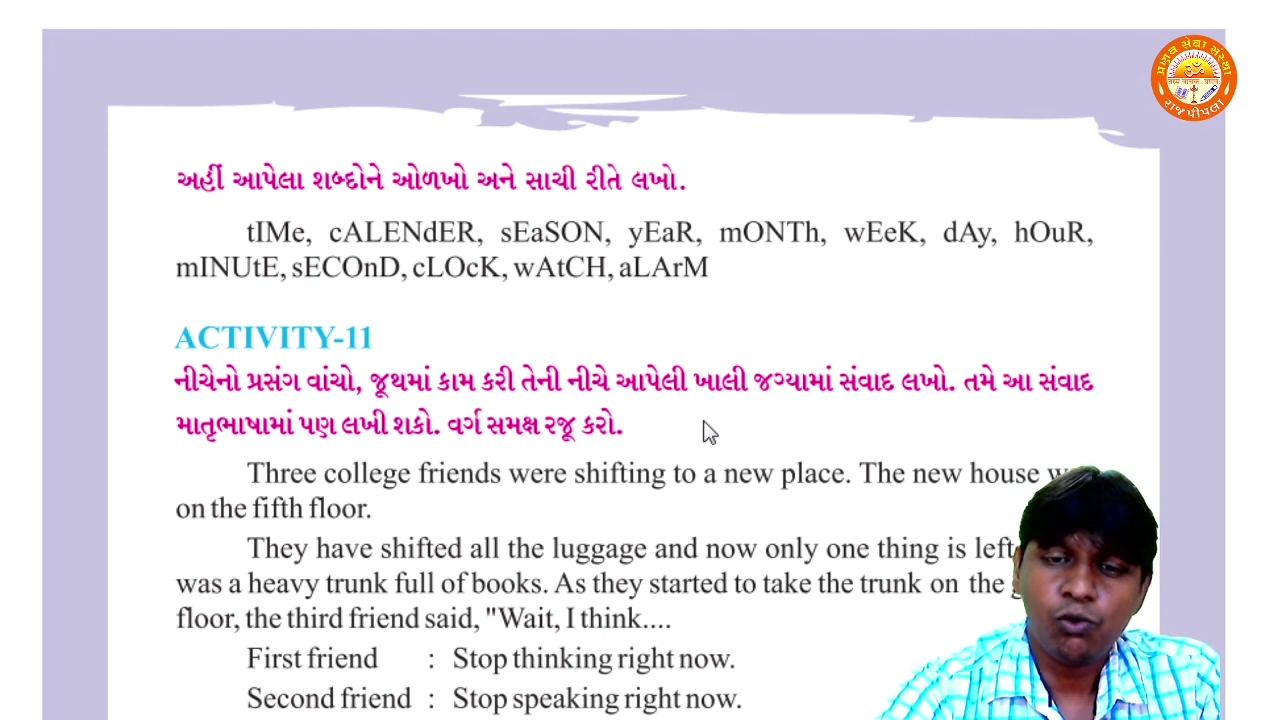 પ્રણવ સેવા સંસ્થા
રાજપીપલા
અહીં આપેલા શબ્દોને ઓળખો અને સાચી રીતે લખો.
tIMe, cALENdER, sEaSON, yEaR, mONTh, wEeK, dAy, hOuR,
mINUtE, sECOnD, cLOcK, wAtCH, aLArM
ACTIVITY-11
નીચેનો પ્રસંગ વાંચો, જૂથમાં કામ કરી તેની નીચે આપેલી ખાલી જગ્યામાં સંવાદ લખો. તમે આ સંવાદ
માતૃભાષામાં પણ લખી શકો. વર્ગ સમક્ષ રજૂ કરો.
Three college friends were shifting to a new place. The new house
on the fifth floor.
They have shifted all the luggage and now only one thing is left
was a heavy trunk full of books. As they started to take the trunk on the
floor, the third friend said, "Wait, I think....
First friend : Stop thinking right now.
Second friend : Stop speaking right now.